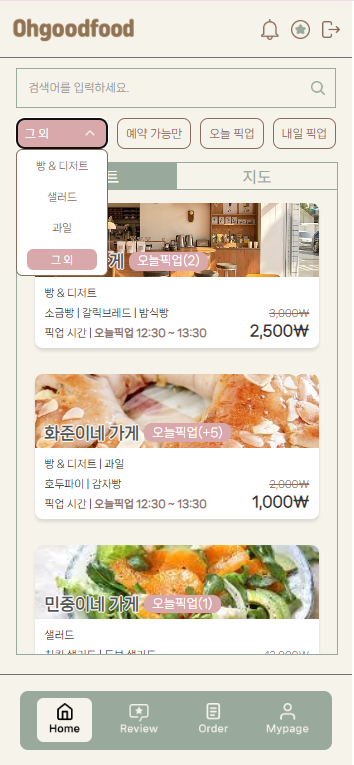 Ohgoodfood
검색어를 입력하세요.
그 외
예약 가능만
오늘 픽업
내일 픽업
빵 & 디저트
샐러드
과일
그 외
트
지도
게 오늘픽업(2)
빵 & 디저트
소금빵 | 갈릭브레드 | 밤식빵
3,000₩
픽업 시간 | 오늘픽업 12:30 ~ 13:30
2,500₩
화준이네 가게 오늘픽업(+5)
빵 & 디저트 | 과일
호두파이 | 감자빵
2,000₩
픽업 시간 | 오늘픽업 12:30 ~ 13:30
1,000₩
민중이네 가게 오늘픽업(1)
샐러드
Home
Review
Order
Mypage